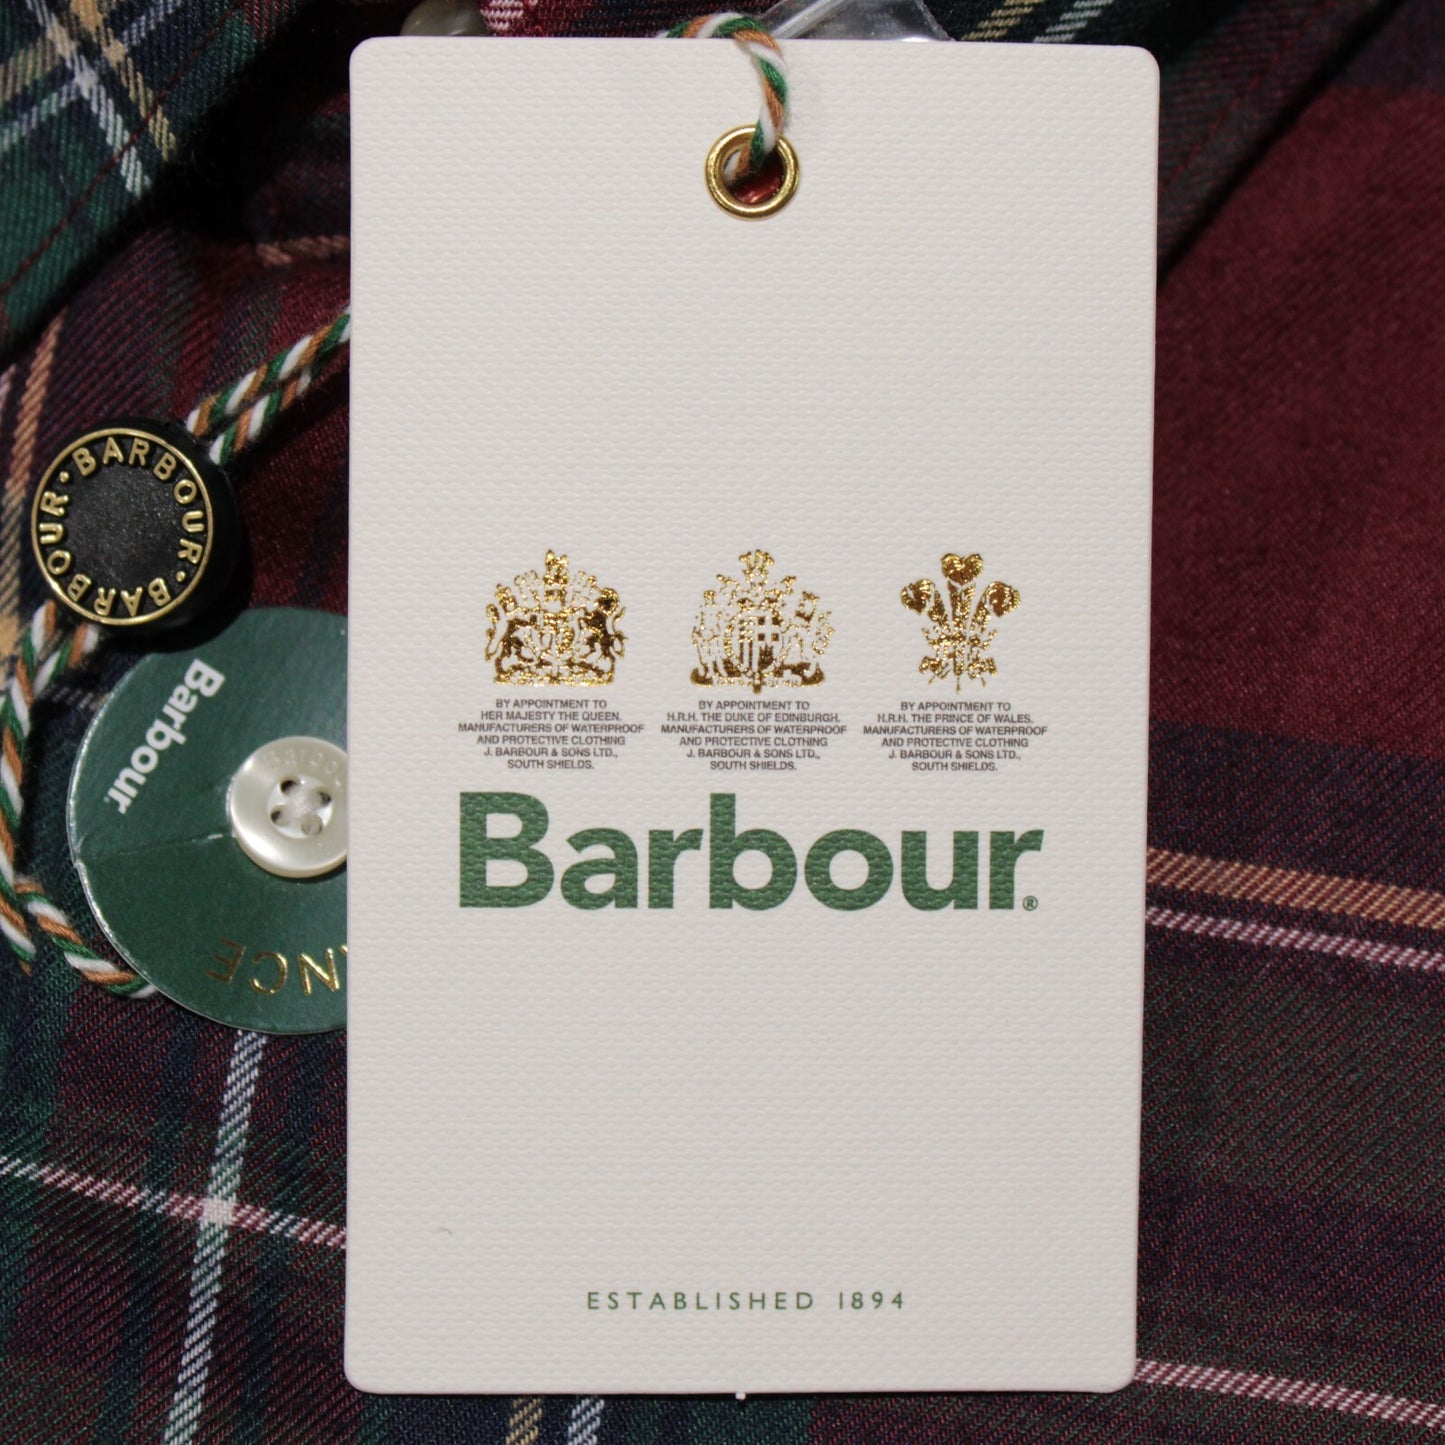 BY APPOINTMENT TO
HER MAJESTY THE QUEEN.
MANUFACTURERS OF WATERPROOF
AND PROTECTIVE CLOTHING
J. BARBOUR & SONS LTD.,
SOUTH SHIELDS.
BY APPOINTMENT TO
H.R.H. THE DUKE OF EDINBURGH.
MANUFACTURERS OF WATERPROOF
AND PROTECTIVE CLOTHING
J. BARBOUR & SONS LTD.,
SOUTH SHIELDS.
BY APPOINTMENT TO
H.R.H. THE PRINCE OF WALES.
MANUFACTURERS OF WATERPROOF
AND PROTECTIVE CLOTHING
J. BARBOUR & SONS LTD.,
SOUTH SHIELDS.
Barbour®
ESTABLISHED 1894
BARBOUR · BARBOUR ·
Barbour
ANCE